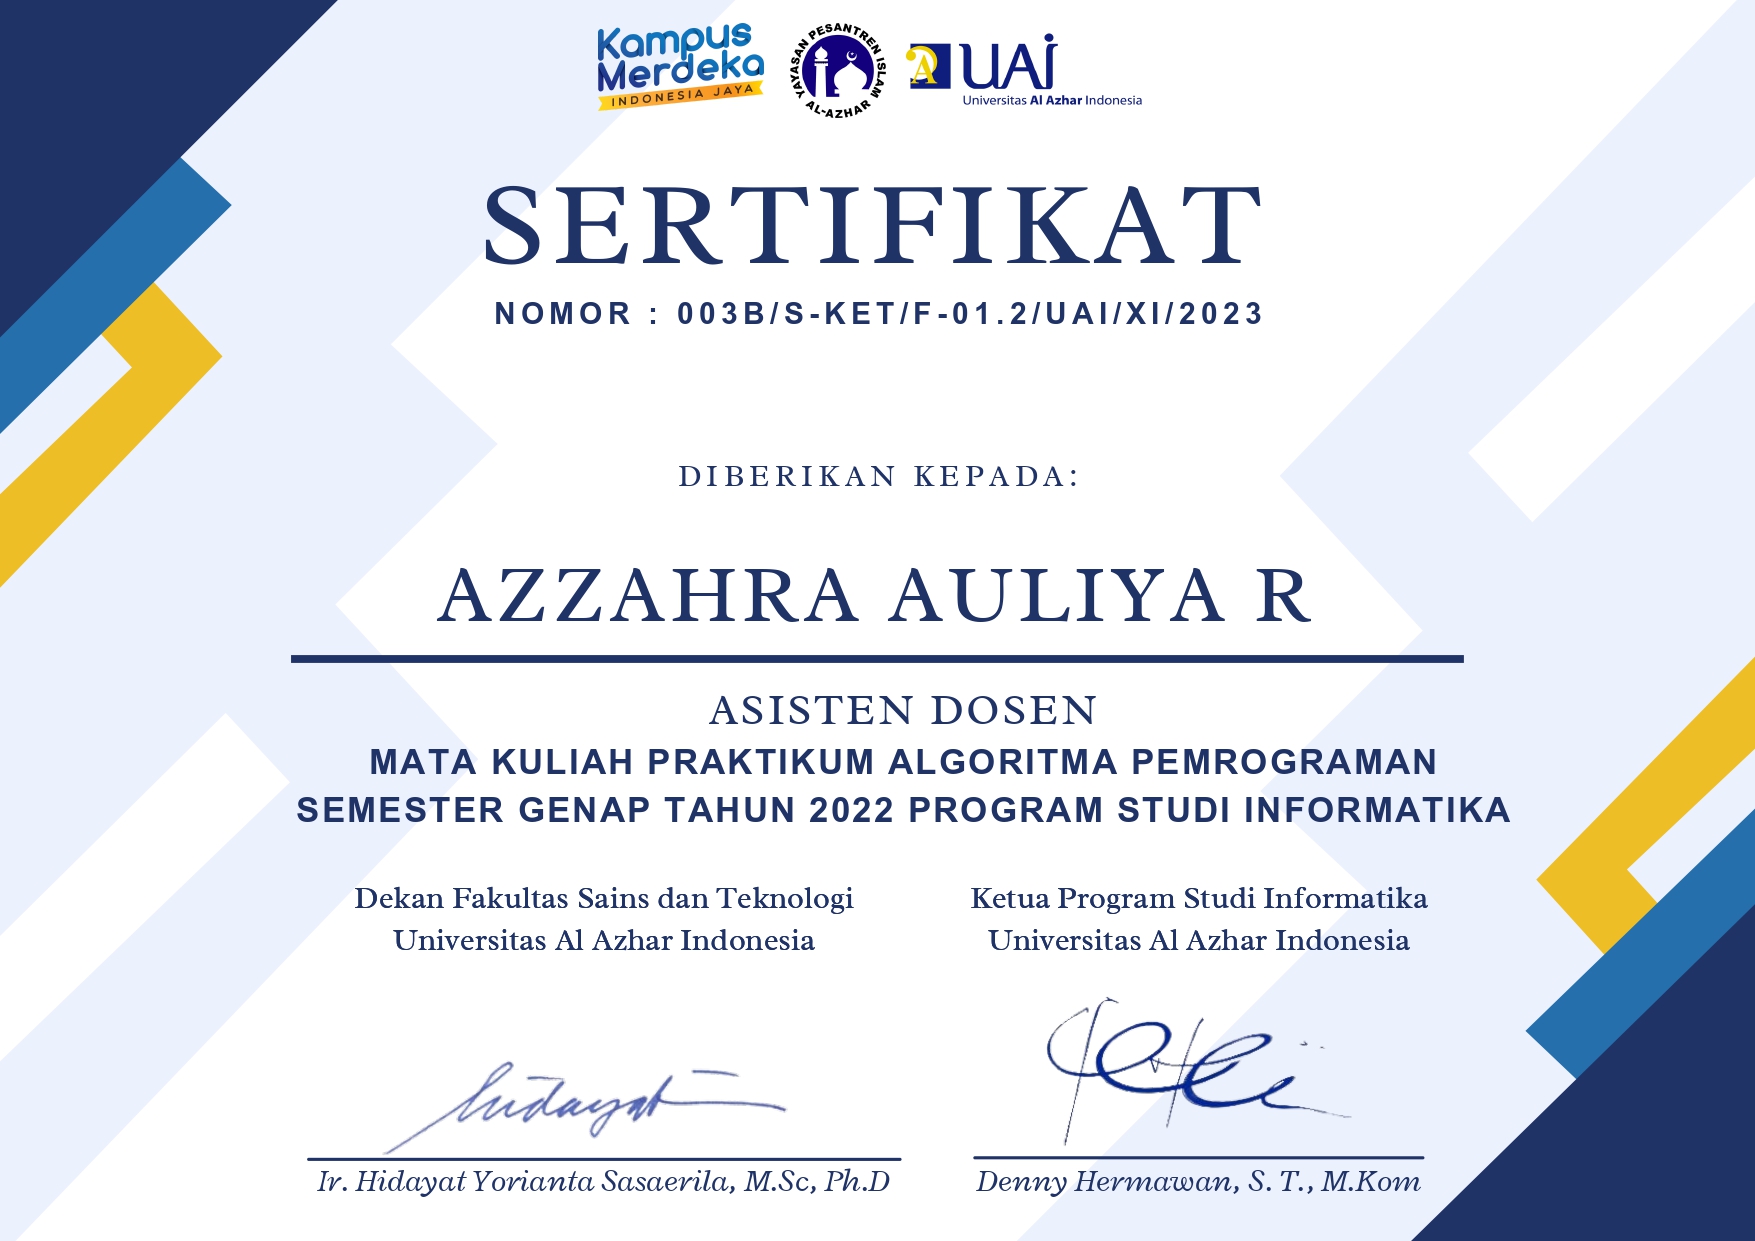 Kampus
Merdeka
INDONESIA JAYA
YAYASAN PESANTREN ISLAM
AL-AZHAR
UAI
Universitas Al Azhar Indonesia
SERTIFIKAT
NOMOR : 003B/S-KET/F-01.2/UAI/XI/2023
DIBERIKAN KEPADA:
AZZAHRA AULIYA R
ASISTEN DOSEN
MATA KULIAH PRAKTIKUM ALGORITMA PEMROGRAMAN
SEMESTER GENAP TAHUN 2022 PROGRAM STUDI INFORMATIKA
Dekan Fakultas Sains dan Teknologi
Universitas Al Azhar Indonesia
Ketua Program Studi Informatika
Universitas Al Azhar Indonesia
Hidayat
Ir. Hidayat Yorianta Sasaerila, M.Sc, Ph.D
Denny Hermawan, S. T., M.Kom